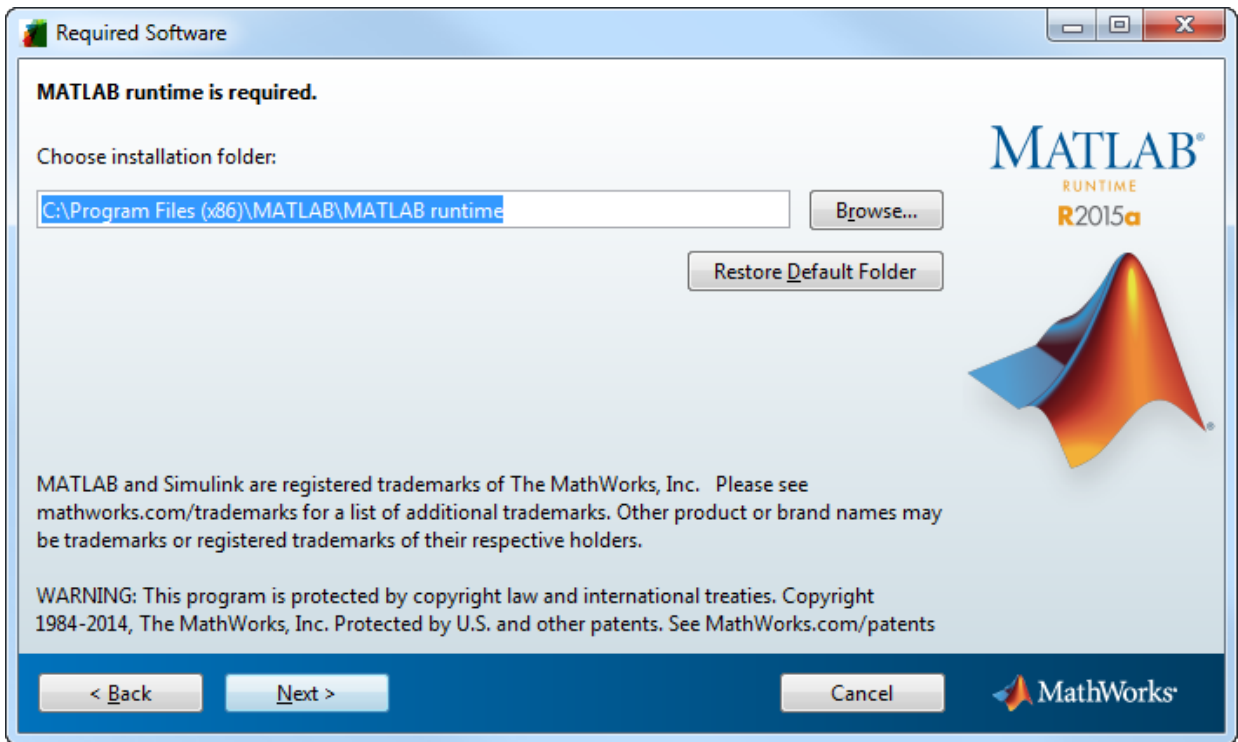 Required Software
MATLAB runtime is required.
Choose installation folder:
C:\Program Files (x86)\MATLAB\MATLAB runtime
Browse...
Restore Default Folder
MATLAB®
RUNTIME
R2015a
®
MATLAB and Simulink are registered trademarks of The MathWorks, Inc. Please see
mathworks.com/trademarks for a list of additional trademarks. Other product or brand names may
be trademarks or registered trademarks of their respective holders.
WARNING: This program is protected by copyright law and international treaties. Copyright
1984-2014, The MathWorks, Inc. Protected by U.S. and other patents. See MathWorks.com/patents
< Back
Next >
Cancel
MathWorks®